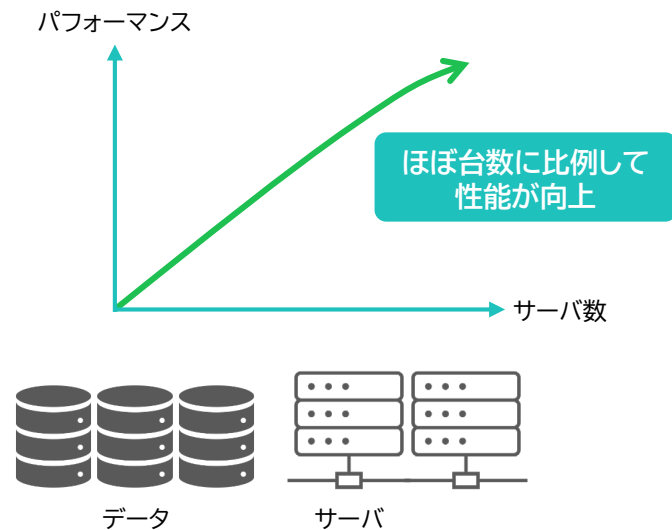 パフォーマンス
ほぼ台数に比例して
性能が向上
サーバ数
データ
サーバ